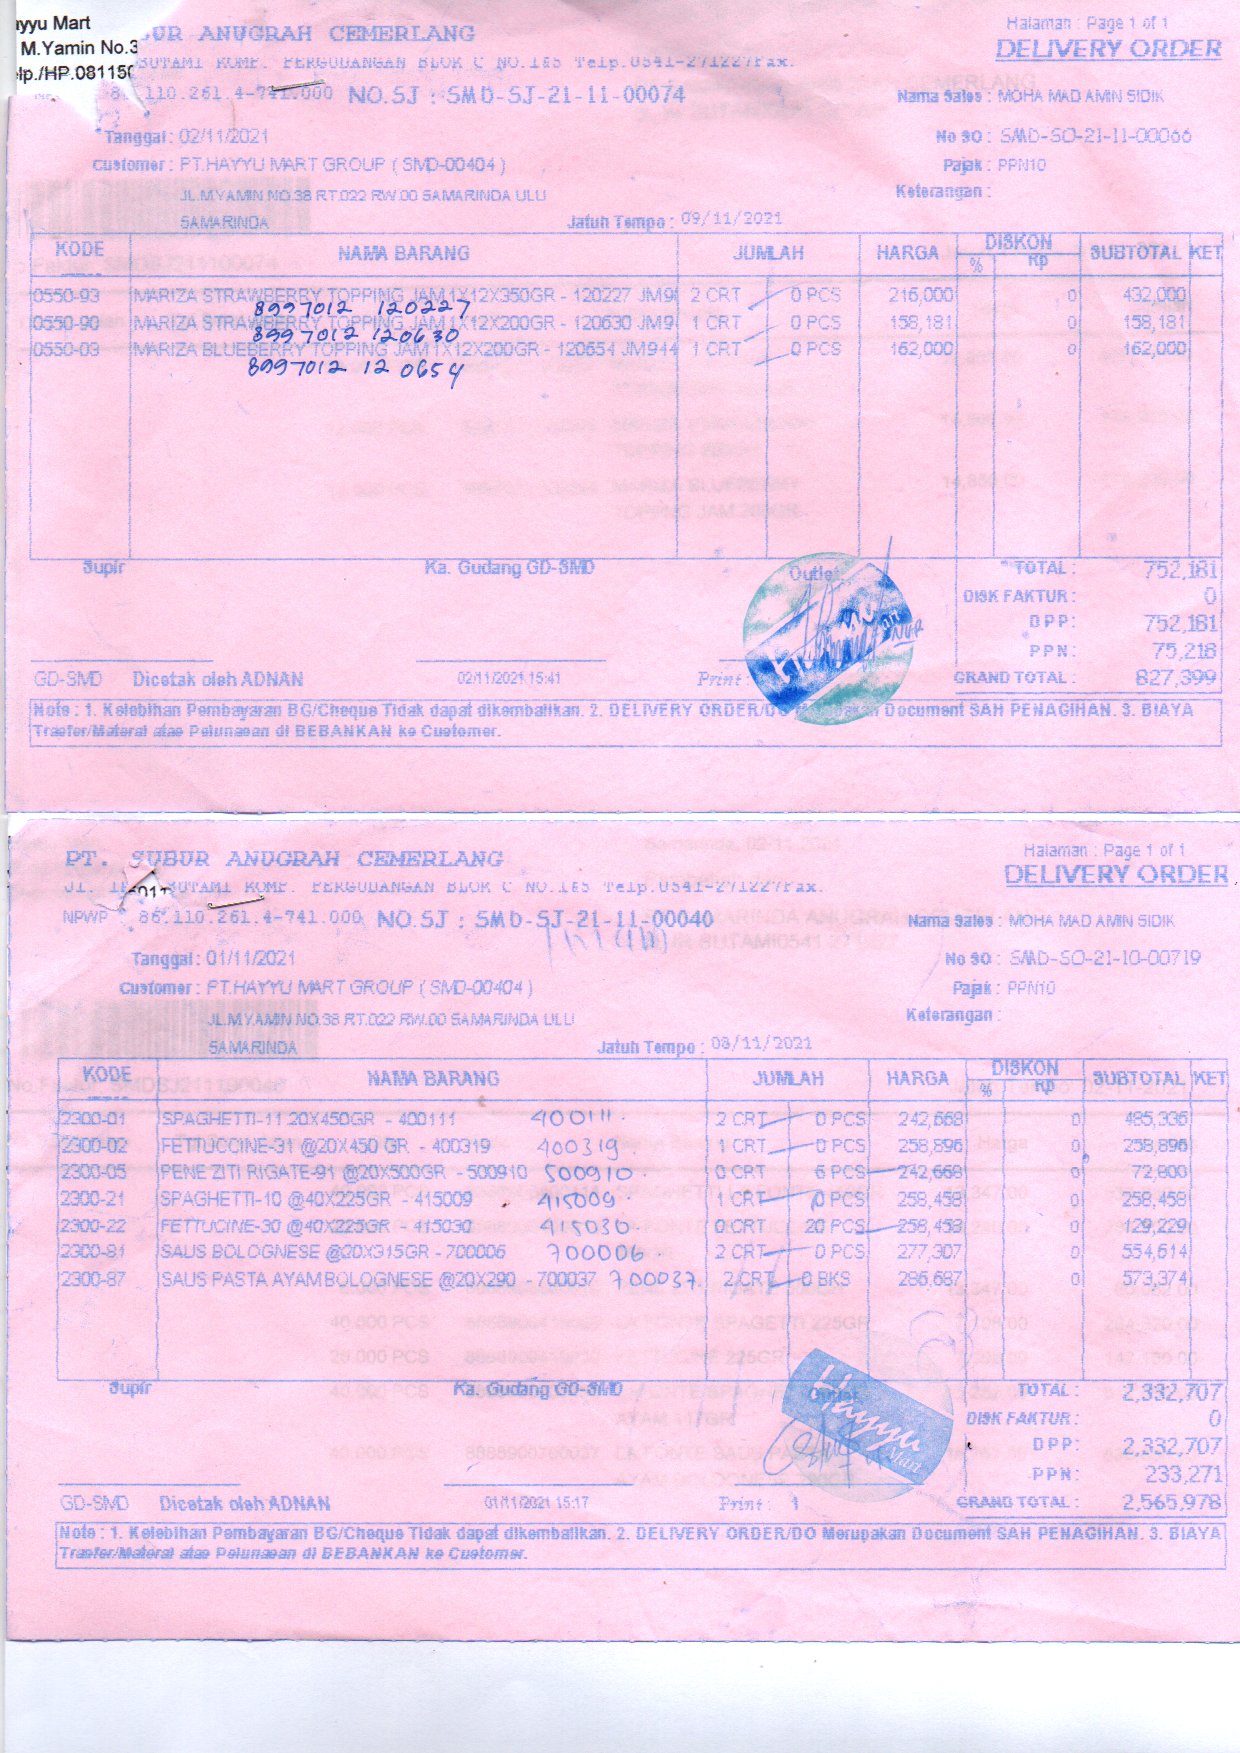 ayyu Mart
M.Yamin No.3
elp./HP.081150
BUR ANUGRAH CEMERLANG
Halaman : Page 1 of 1
DELIVERY ORDER
SUTAMI KOMP. PERGUDANGAN BLOK C NO.165 Telp.0541-271227Fax.
86.110.261.4-741.000 NO.SJ : SMD-SJ-21-11-00074
Nama Sales : MOHA MAD AMIN SIDIK
Tanggal : 02/11/2021
No SO : SMD-SO-21-11-00066
Customer : PT.HAYYU MART GROUP ( SMD-00404 )
Pajak : PPN10
JL.M.YAMIN NO.38 RT.022 RW.00 SAMARINDA ULU
Keterangan :
SAMARINDA
Jatuh Tempo : 09/11/2021
KODE NAMA BARANG JUMLAH HARGA DISKON SUBTOTAL KET
% Rp
0550-93 MARIZA STRAWBERRY TOPPING JAM 1X12X350GR - 120227 JM9 2 CRT 0 PCS 216,000 0 432,000
8997012 120227
0550-90 MARIZA STRAWBERRY TOPPING JAM 1X12X200GR - 120630 JM9 1 CRT 0 PCS 158,181 0 158,181
8997012 120630
0550-03 MARIZA BLUEBERRY TOPPING JAM 1X12X200GR - 120654 JM944 1 CRT 0 PCS 162,000 0 162,000
8997012 12 0654
Supir Ka. Gudang GD-SMD Outlet
TOTAL : 752,181
DISK FAKTUR : 0
DPP : 752,181
PPN : 75,218
GD-SMD Dicetak oleh ADNAN 02/11/2021 15:41 Print :
GRAND TOTAL : 827,399
Note : 1. Kelebihan Pembayaran BG/Cheque Tidak dapat dikembalikan. 2. DELIVERY ORDER/DO Merupakan Document SAH PENAGIHAN. 3. BIAYA
Tranfer/Materai atas Pelunasan di BEBANKAN ke Customer.
PT. SUBUR ANUGRAH CEMERLANG
Halaman : Page 1 of 1
DELIVERY ORDER
JL. SUTAMI KOMP. PERGUDANGAN BLOK C NO.165 Telp.0541-271227Fax.
NPWP 86.110.261.4-741.000 NO.SJ : SMD-SJ-21-11-00040
Nama Sales : MOHA MAD AMIN SIDIK
Tanggal : 01/11/2021
No SO : SMD-SO-21-10-00719
Customer : PT.HAYYU MART GROUP ( SMD-00404 )
Pajak : PPN10
JL.M.YAMIN NO.38 RT.022 RW.00 SAMARINDA ULU
Keterangan :
SAMARINDA
Jatuh Tempo : 08/11/2021
KODE NAMA BARANG JUMLAH HARGA DISKON SUBTOTAL KET
% Rp
2300-01 SPAGHETTI-11 20X450GR - 400111 400111. 2 CRT 0 PCS 242,668 0 485,336
2300-02 FETTUCCINE-31 @20X450 GR - 400319 400319. 1 CRT 0 PCS 258,896 0 258,896
2300-05 PENE ZITI RIGATE-91 @20X500GR - 500910 500910. 0 CRT 6 PCS 242,668 0 72,800
2300-21 SPAGHETTI-10 @40X225GR - 415009 415009. 1 CRT 0 PCS 258,458 0 258,458
2300-22 FETTUCINE-30 @40X225GR - 415030 415030 0 CRT 20 PCS 258,458 0 129,229
2300-81 SAUS BOLOGNESE @20X315GR - 700006 700006. 2 CRT 0 PCS 277,307 0 554,614
2300-87 SAUS PASTA AYAM BOLOGNESE @20X290 - 700037 700037. 2 CRT 0 BKS 286,687 0 573,374
Supir Ka. Gudang GD-SMD Outlet
Hayyu
Mart
TOTAL : 2,332,707
DISK FAKTUR : 0
DPP : 2,332,707
PPN : 233,271
GD-SMD Dicetak oleh ADNAN 01/11/2021 15:17 Print : 1
GRAND TOTAL : 2,565,978
Note : 1. Kelebihan Pembayaran BG/Cheque Tidak dapat dikembalikan. 2. DELIVERY ORDER/DO Merupakan Document SAH PENAGIHAN. 3. BIAYA
Tranfer/Materai atas Pelunasan di BEBANKAN ke Customer.